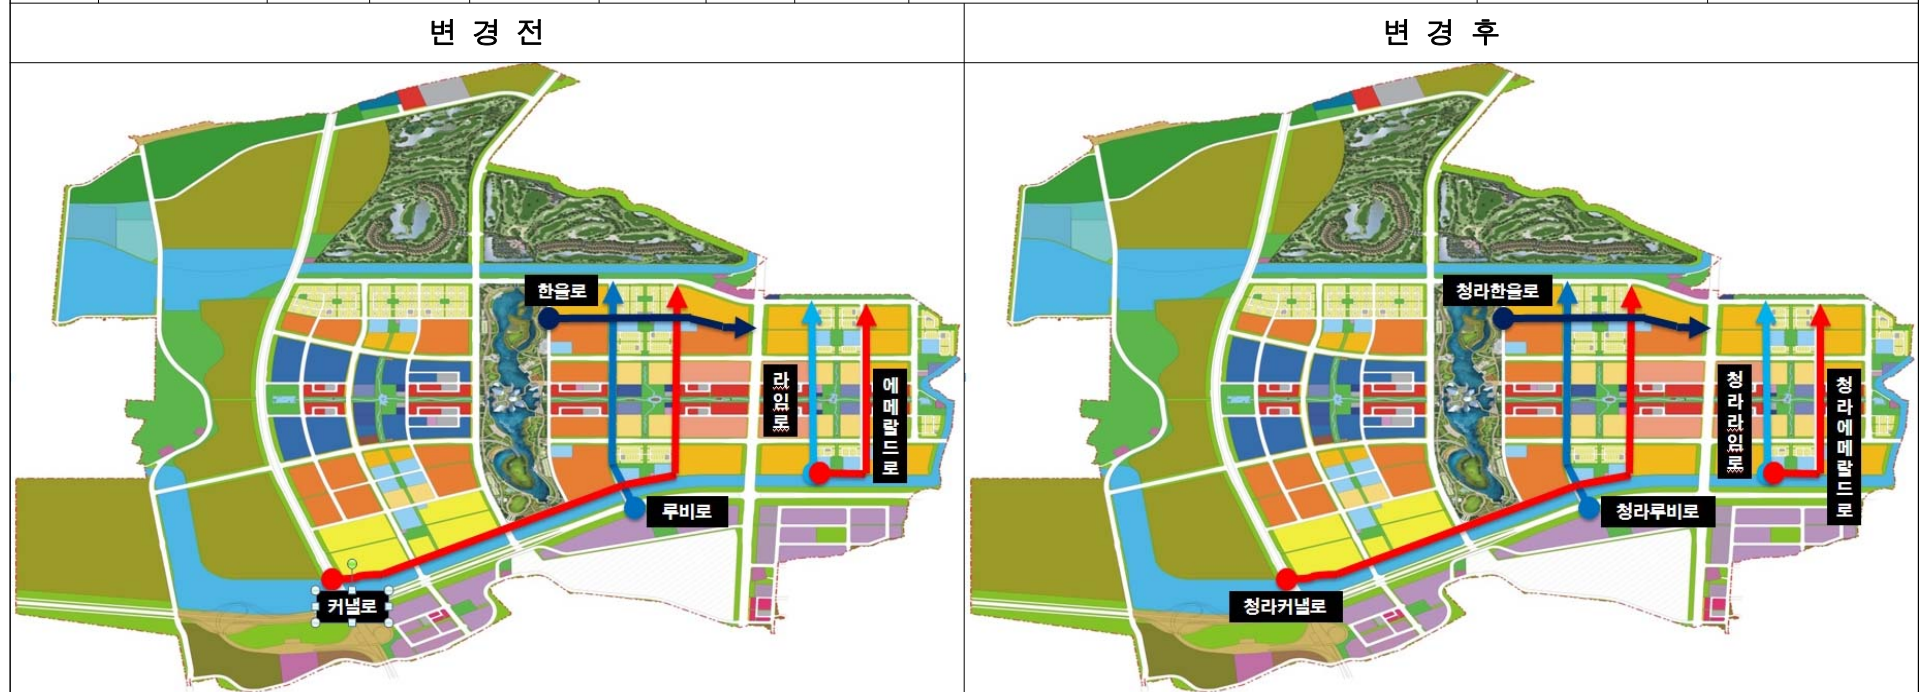 변 경 전
변 경 후
한울로
라임로
에메랄드로
루비로
커낼로
청라한울로
청라라임로
청라에메랄드로
청라루비로
청라커낼로